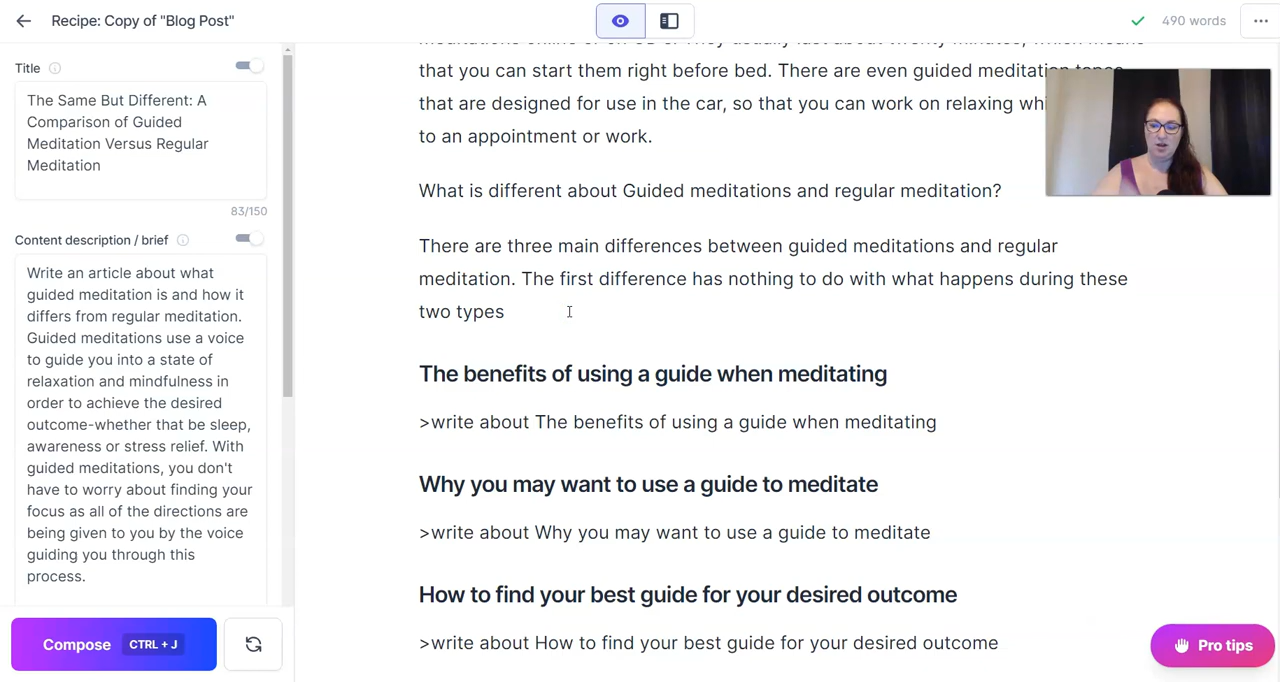 Recipe: Copy of "Blog Post"
490 words
Title
The Same But Different: A
Comparison of Guided
Meditation Versus Regular
Meditation
83/150
Content description / brief
Write an article about what
guided meditation is and how it
differs from regular meditation.
Guided meditations use a voice
to guide you into a state of
relaxation and mindfulness in
order to achieve the desired
outcome-whether that be sleep,
awareness or stress relief. With
guided meditations, you don't
have to worry about finding your
focus as all of the directions are
being given to you by the voice
guiding you through this
process.
Compose CTRL + J
that you can start them right before bed. There are even guided meditation tapes
that are designed for use in the car, so that you can work on relaxing whi
to an appointment or work.
What is different about Guided meditations and regular meditation?
There are three main differences between guided meditations and regular
meditation. The first difference has nothing to do with what happens during these
two types
The benefits of using a guide when meditating
>write about The benefits of using a guide when meditating
Why you may want to use a guide to meditate
>write about Why you may want to use a guide to meditate
How to find your best guide for your desired outcome
>write about How to find your best guide for your desired outcome
Pro tips